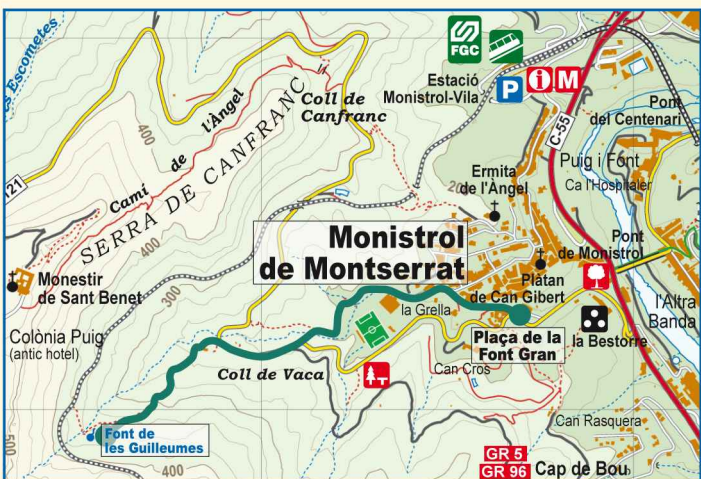 s Escometes
400
Camí de l'Àngel
SERRA DE CANFRANC
Coll de
Canfranc
121
400
300
FGC
Estació
Monistrol-Vila
P
i
M
C-55
Pont
del Centenari
Puig i Font
Ca l'Hospitaler
Ermita
de l'Àngel
20
Monistrol
de Montserrat
Pont
de Monistrol
Platan
de Can Gibert
la Grella
l'Altra
Banda
Plaça de la
Font Gran
la Bestorre
Monestir
de Sant Benet
Colònia Puig
(antic hotel)
Coll de Vaca
Can Cros
Can Rasquera
Font de
les Guilleumes
500
400
GR 5
GR 96
Cap de Bou